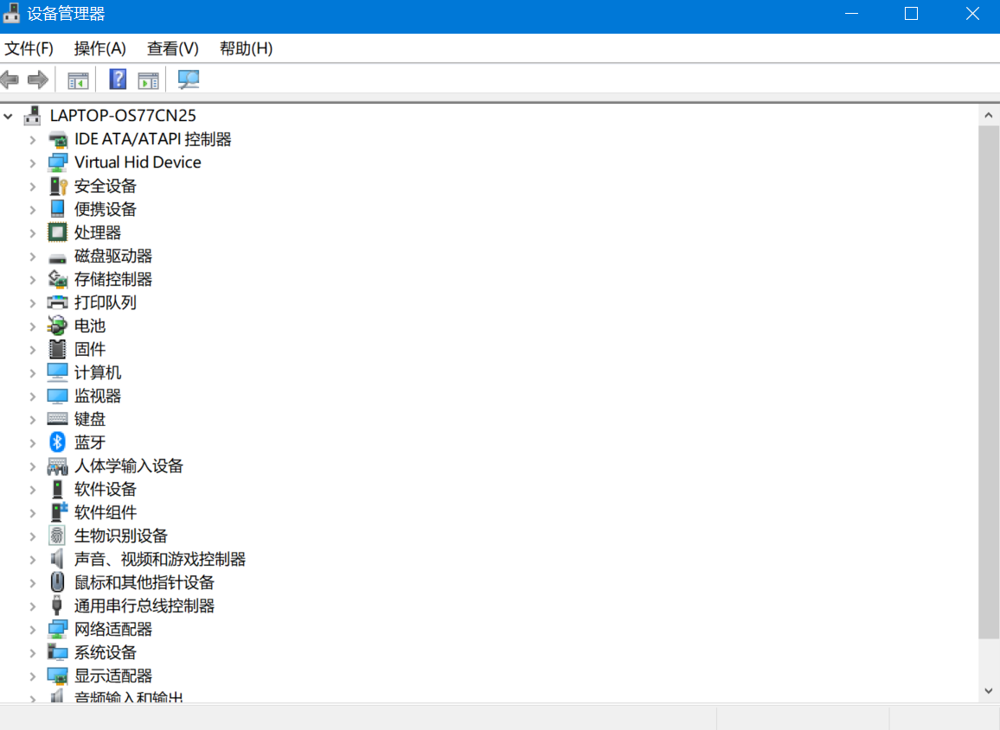 设备管理器
文件(F) 操作(A) 查看(V) 帮助(H)
LAPTOP-OS77CN25
IDE ATA/ATAPI 控制器
Virtual Hid Device
安全设备
便携设备
处理器
磁盘驱动器
存储控制器
打印队列
电池
固件
计算机
监视器
键盘
蓝牙
人体学输入设备
软件设备
软件组件
生物识别设备
声音、视频和游戏控制器
鼠标和其他指针设备
通用串行总线控制器
网络适配器
系统设备
显示适配器
音频输入和输出